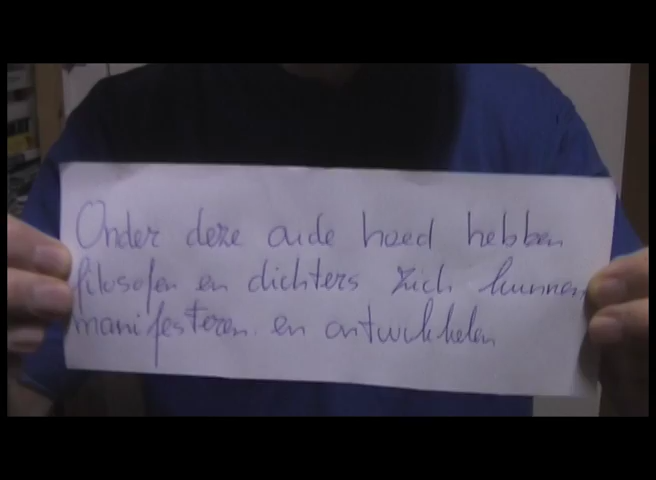 Onder deze oude hoed hebben
filosofen en dichters zich kunnen
manifesteren en ontwikkelen